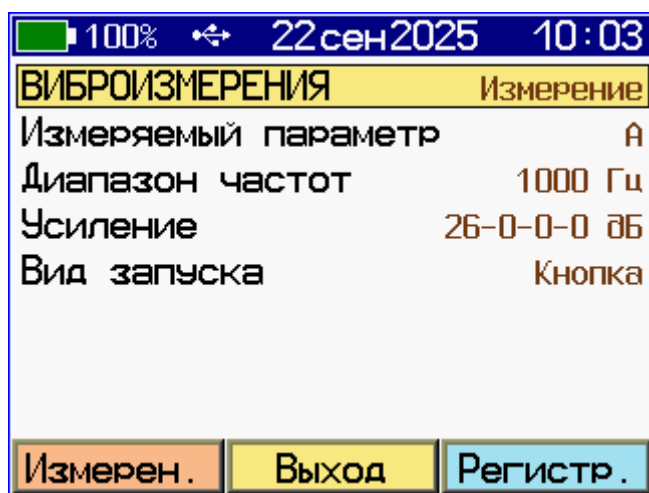 100% 22сен2025 10:03
ВИБРОИЗМЕРЕНИЯ Измерение
Измеряемый параметр А
Диапазон частот 1000 Гц
Усиление 26-0-0-0 дБ
Вид запуска Кнопка
Измерен. Выход Регистр.